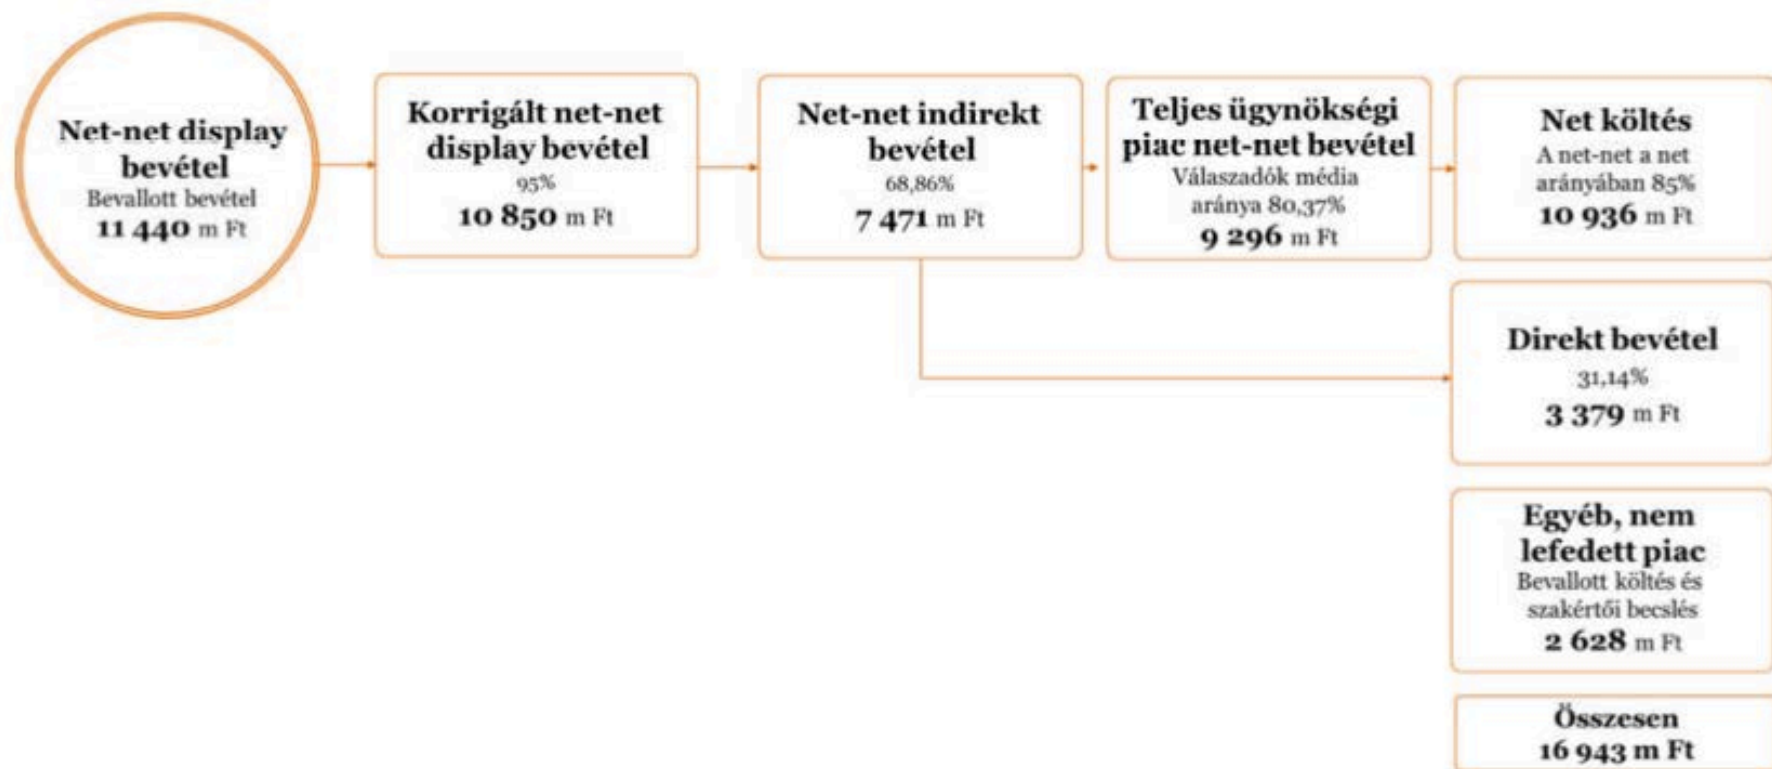 Net-net display
bevétel
Bevallott bevétel
11 440 m Ft
Korrigált net-net
display bevétel
95%
10 850 m Ft
Net-net indirekt
bevétel
68,86%
7 471 m Ft
Teljes ügynökségi
piac net-net bevétel
Válaszadók média
aránya 80,37%
9 296 m Ft
Net költés
A net-net a net
arányában 85%
10 936 m Ft
Direkt bevétel
31,14%
3 379 m Ft
Egyéb, nem
lefedett piac
Bevallott költés és
szakértői becslés
2 628 m Ft
Összesen
16 943 m Ft